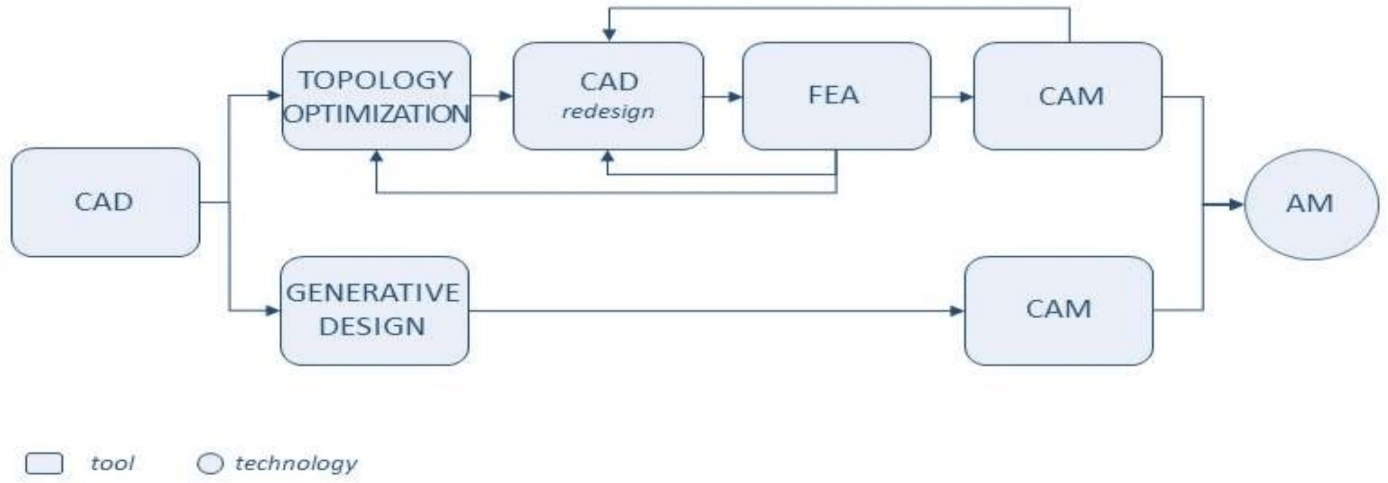 TOPOLOGY
OPTIMIZATION
CAD
redesign
FEA
CAM
CAD
AM
GENERATIVE
DESIGN
CAM
tool
technology